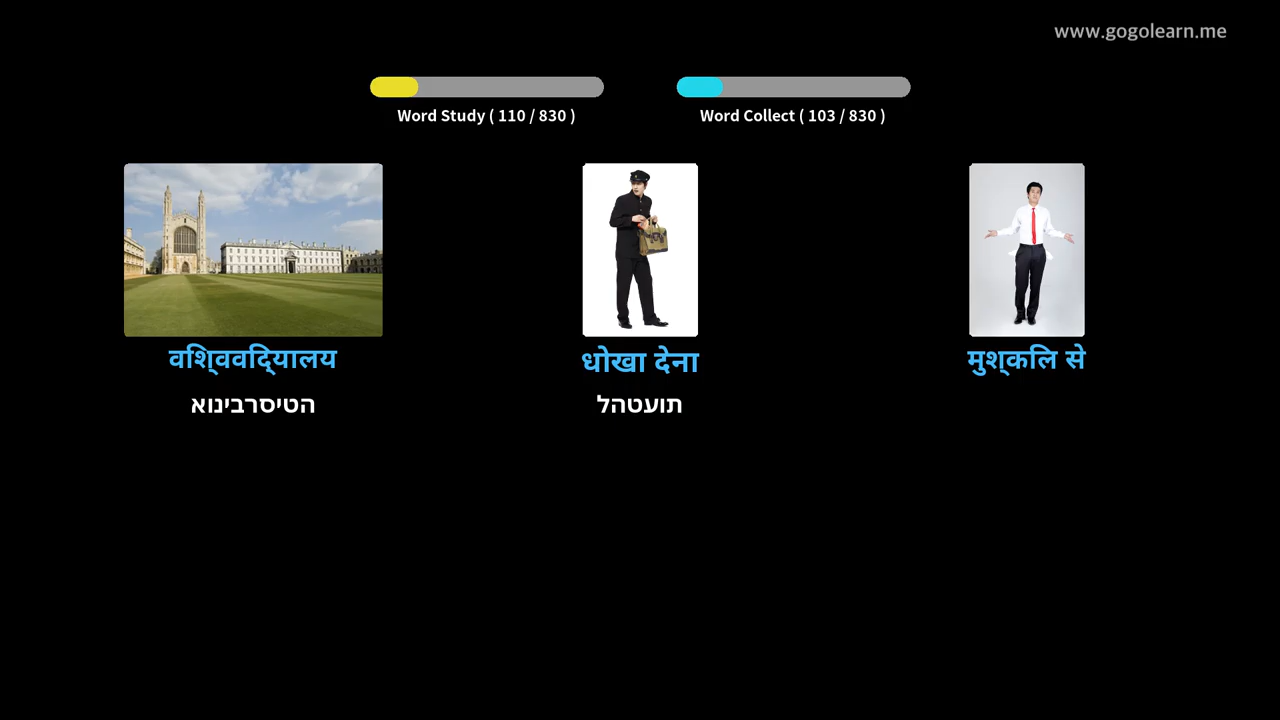 www.gogolearn.me
Word Study ( 110 / 830 )
Word Collect ( 103 / 830 )
वशि्ववदि्यालय
धोखा देना
मुश्कलि से
הטיסרבינוא
תועטהל